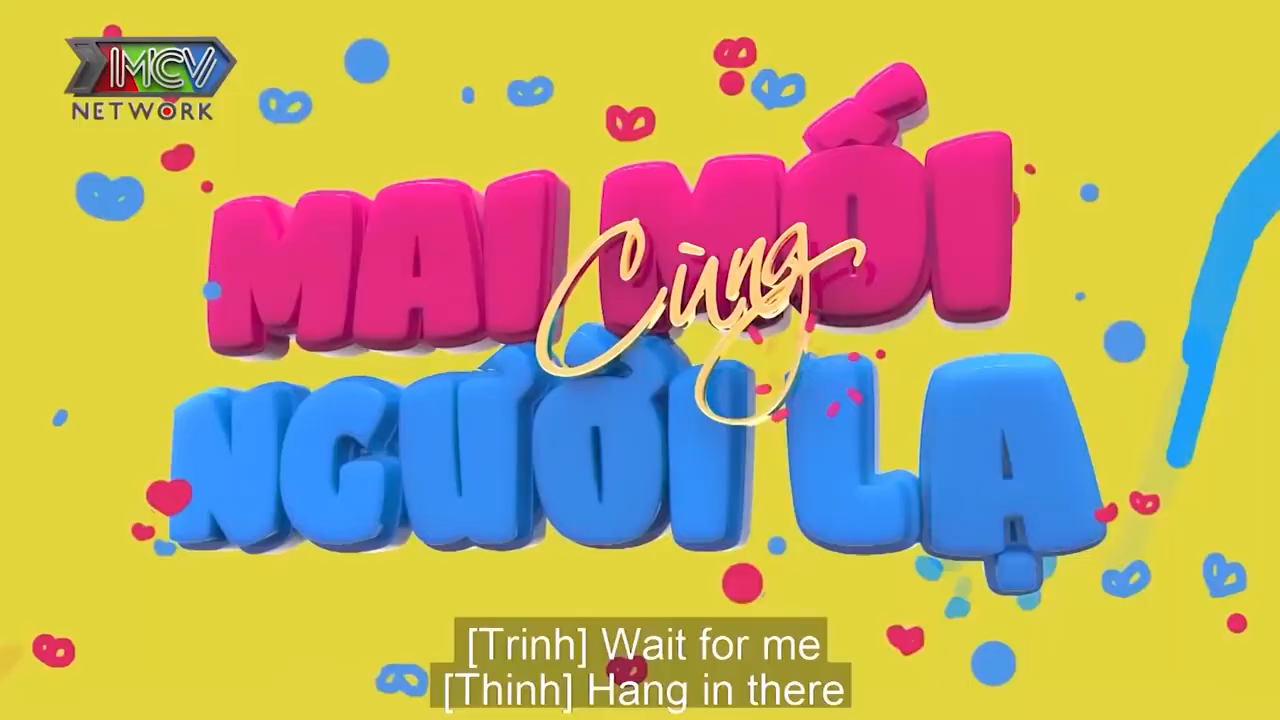 MCV
NETWORK
MAI MỐI
Cùng
NGƯỜI LẠ
[Trinh] Wait for me
[Thinh] Hang in there